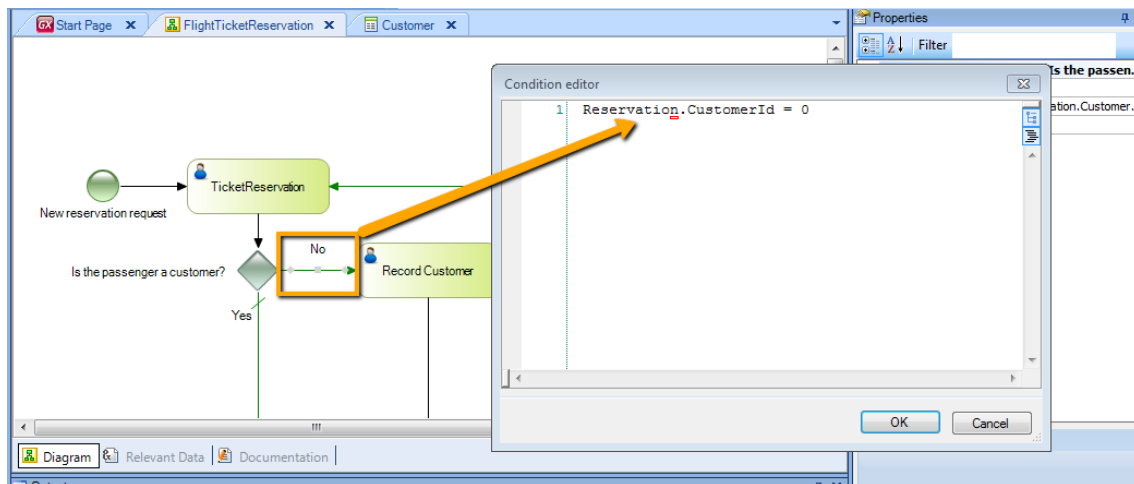 GX Start Page x FlightTicketReservation x Customer x
Properties
Filter
Is the passen.
ation.Customer.
Condition editor
1 Reservation.CustomerId = 0
TicketReservation
New reservation request
No
Is the passenger a customer?
Record Customer
Yes
OK Cancel
Diagram Relevant Data Documentation